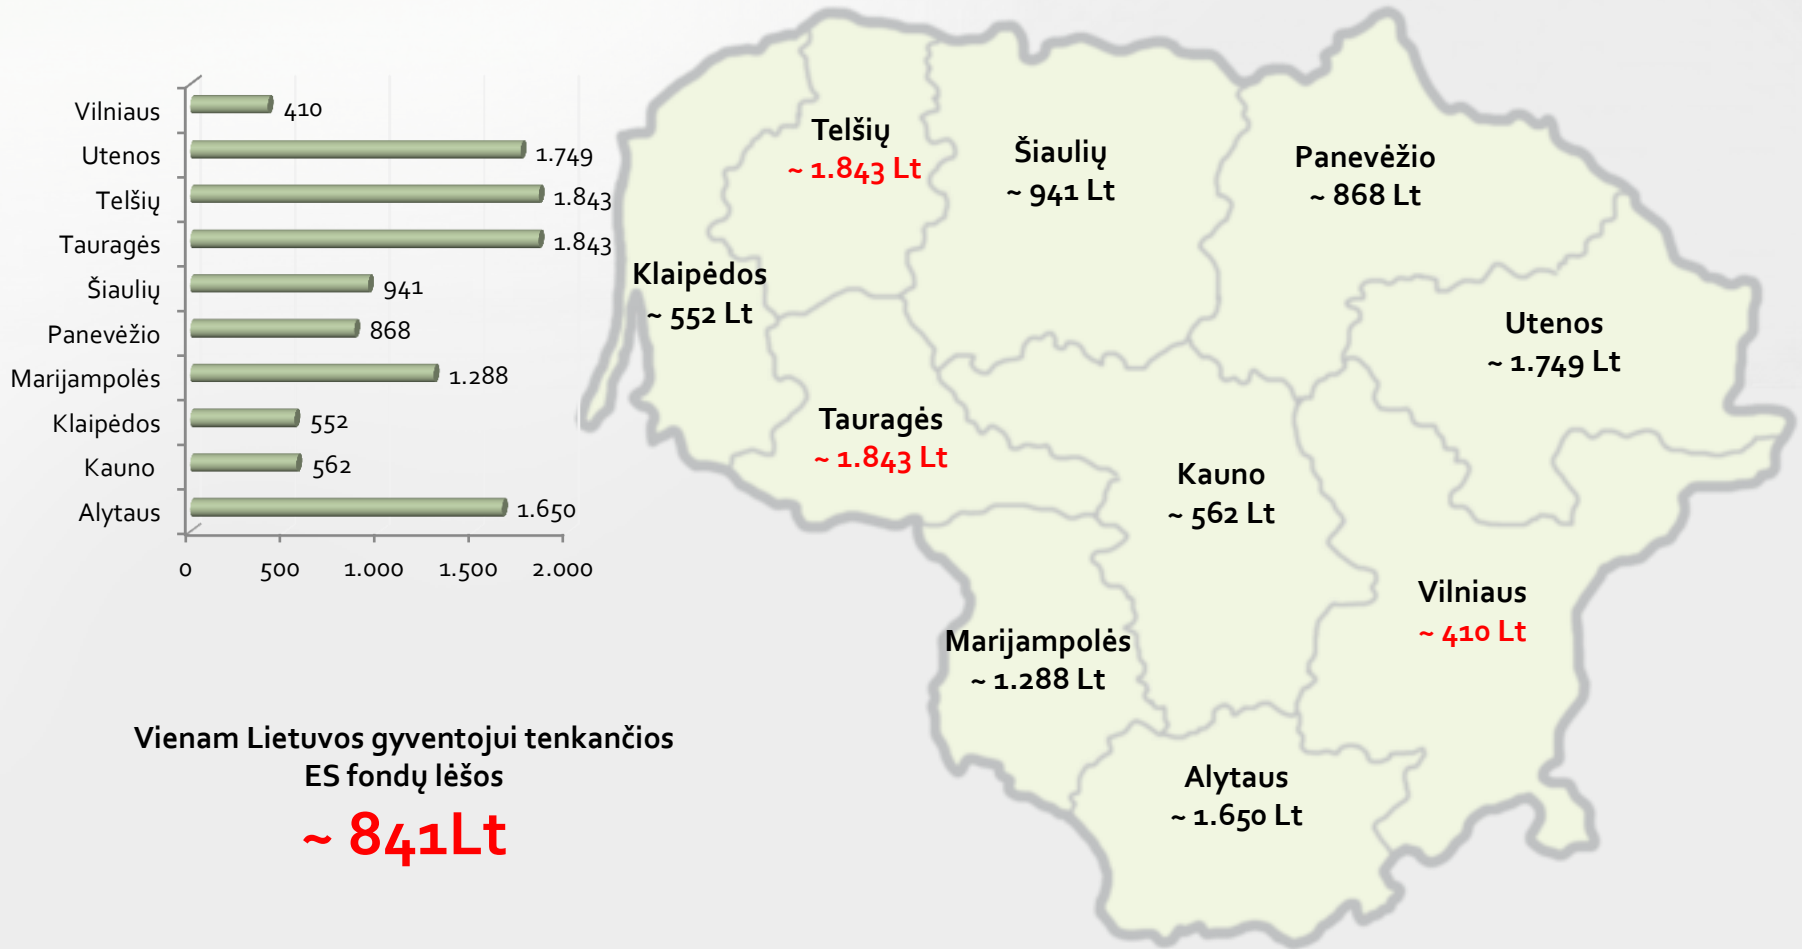 Vilniaus 410
Utenos 1.749
Telšių 1.843
Tauragės 1.843
Šiaulių 941
Panevėžio 868
Marijampolės 1.288
Klaipėdos 552
Kauno 562
Alytaus 1.650
0 500 1.000 1.500 2.000
Vienam Lietuvos gyventojui tenkančios
ES fondų lėšos
~ 841Lt
Telšių
~ 1.843 Lt
Šiaulių
~ 941 Lt
Panevėžio
~ 868 Lt
Klaipėdos
~ 552 Lt
Utenos
~ 1.749 Lt
Tauragės
~ 1.843 Lt
Kauno
~ 562 Lt
Vilniaus
~ 410 Lt
Marijampolės
~ 1.288 Lt
Alytaus
~ 1.650 Lt